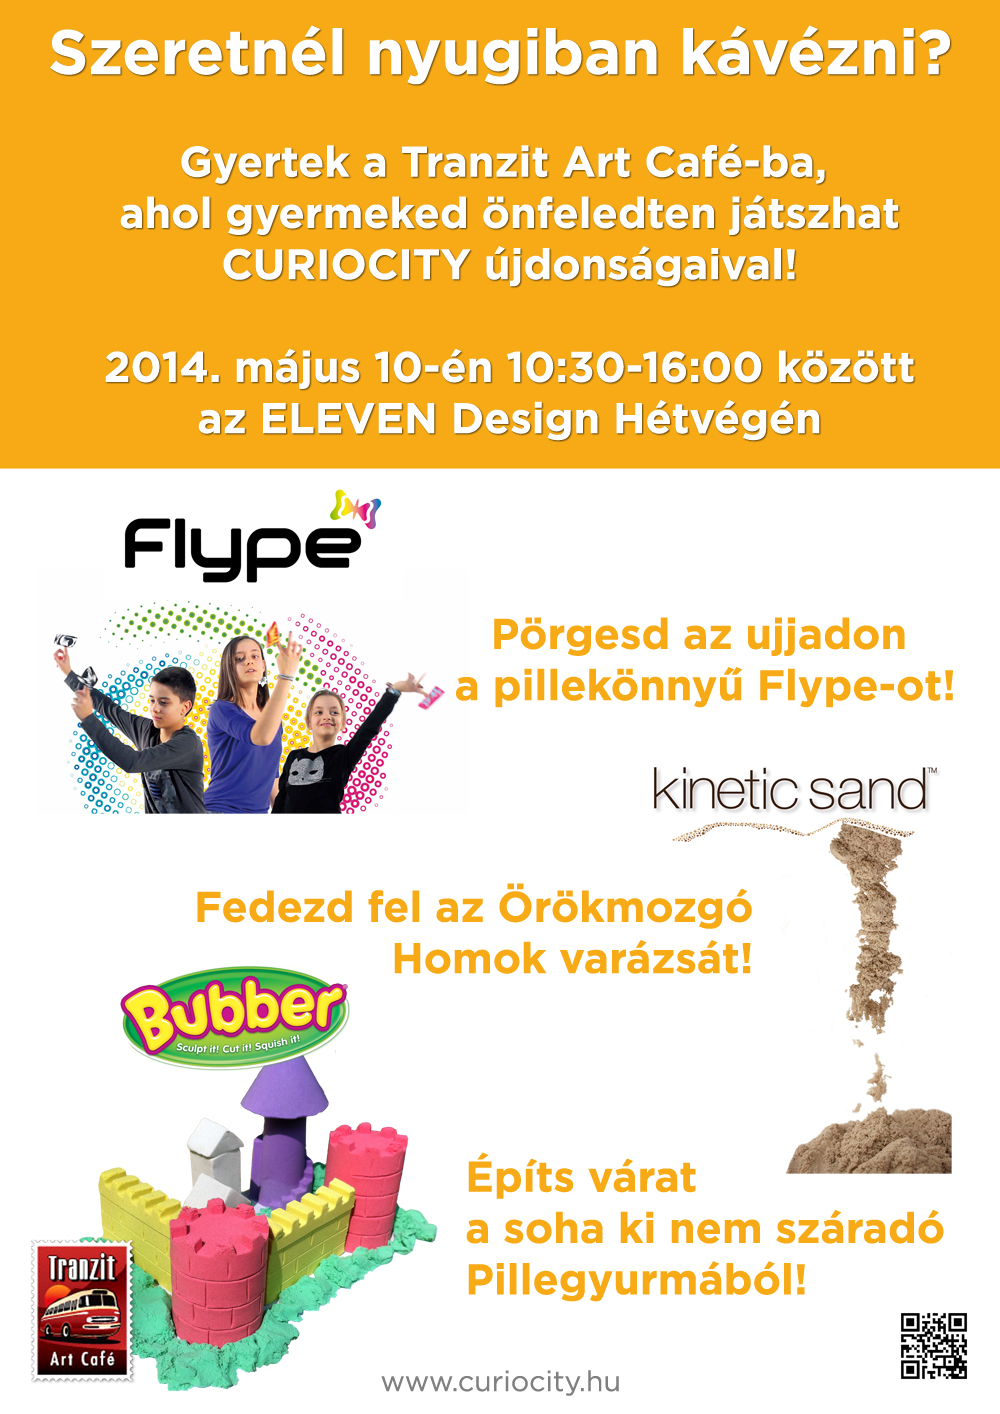 Szeretnél nyugiban kávézni?
Gyertek a Tranzit Art Café-ba,
ahol gyermeked önfeledten játszhat
CURIOCITY újdonságaival!
2014. május 10-én 10:30-16:00 között
az ELEVEN Design Hétvégén
Flype
Pörgesd az ujjadon
a pillekönnyű Flype-ot!
kinetic sand™
Fedezd fel az Örökmozgó
Homok varázsát!
Bubber®
Sculpt it! Cut it! Squish it!
Építs várat
a soha ki nem száradó
Pillegyurmából!
Tranzit
Art Café
www.curiocity.hu